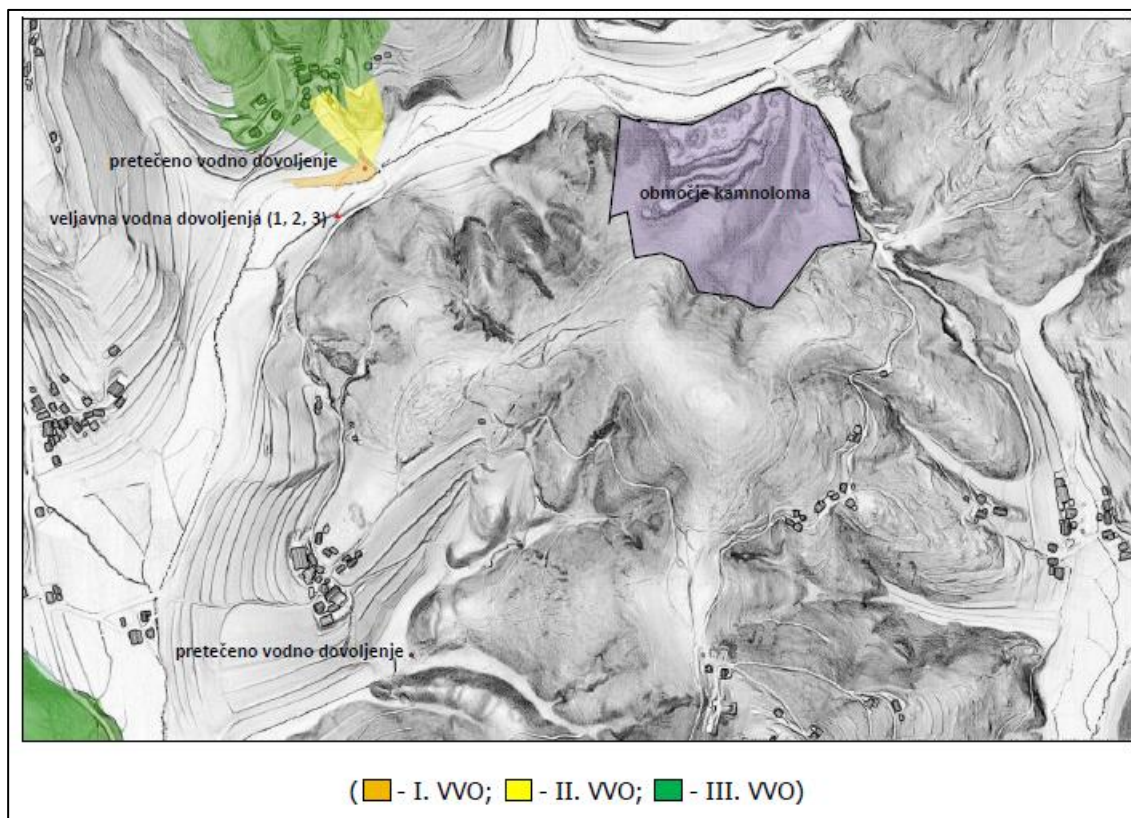 pretečeno vodno dovoljenje
območje kamnoloma
veljavna vodna dovoljenja (1, 2, 3)
pretečeno vodno dovoljenje
( - I. VVO; - II. VVO; - III. VVO)